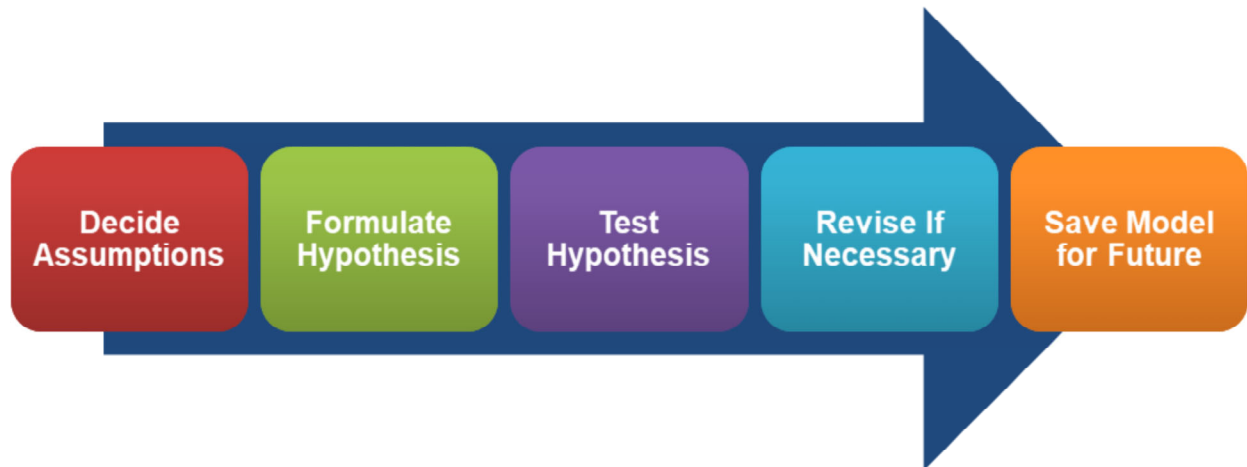 Decide
Assumptions
Formulate
Hypothesis
Test
Hypothesis
Revise If
Necessary
Save Model
for Future